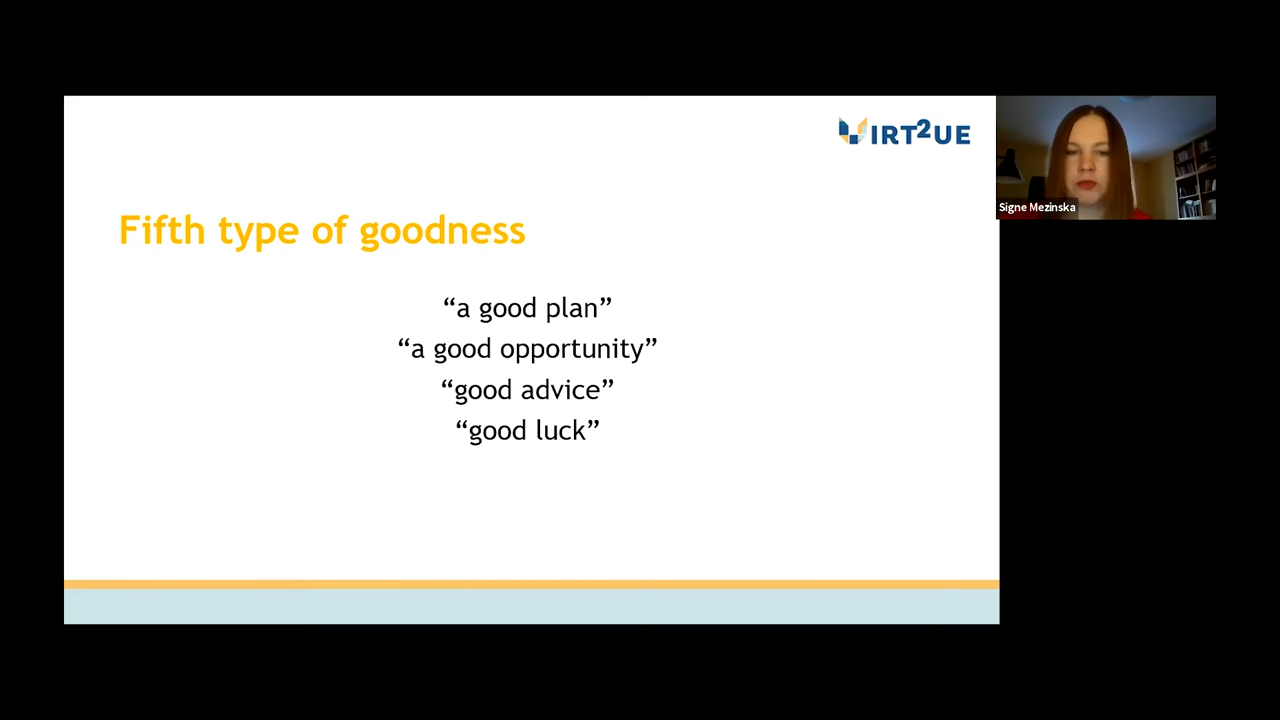 VIRT2UE
Signe Mezinska
Fifth type of goodness
“a good plan”
“a good opportunity”
“good advice”
“good luck”